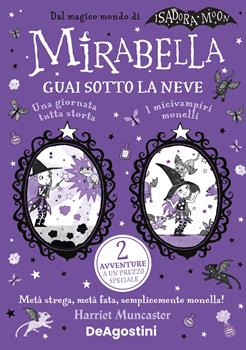 Dal magico mondo di
ISADORA MOON
MiRABELLA
GUAI SOTTO LA NEVE
Una giornata
tutta storta
I micivampiri
monelli
2
AVVENTURE
A UN PREZZO
SPECIALE
Metà strega, metà fata, semplicemente monella!
Harriet Muncaster
DeAgostini